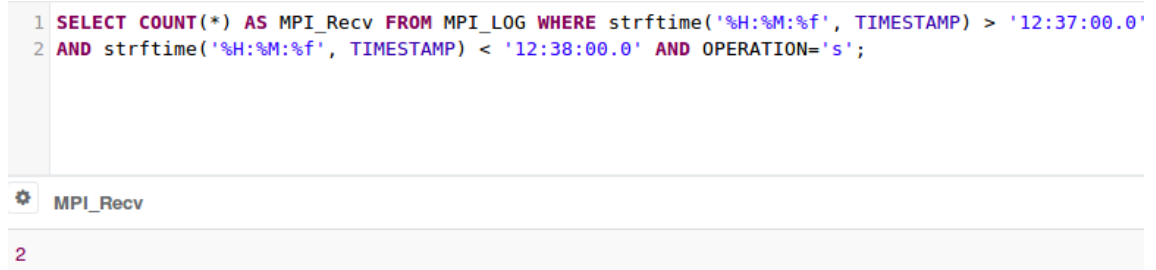 1 SELECT COUNT(*) AS MPI_Recv FROM MPI_LOG WHERE strftime('%H:%M:%f', TIMESTAMP) > '12:37:00.0'
2 AND strftime('%H:%M:%f', TIMESTAMP) < '12:38:00.0' AND OPERATION='s';
MPI_Recv
2